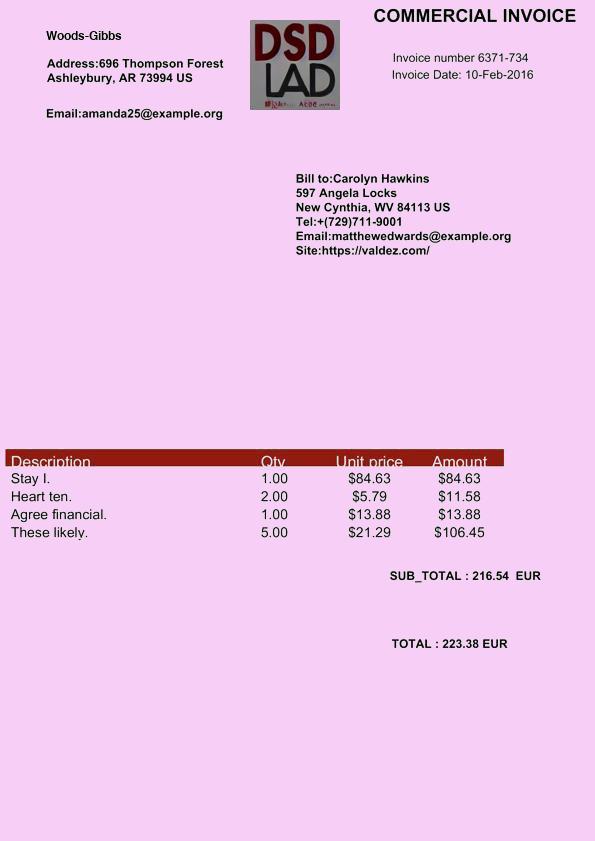 COMMERCIAL INVOICE
Woods-Gibbs
Address:696 Thompson Forest
Ashleybury, AR 73994 US
Email:amanda25@example.org
DSD
LAD
Invoice number 6371-734
Invoice Date: 10-Feb-2016
Bill to:Carolyn Hawkins
597 Angela Locks
New Cynthia, WV 84113 US
Tel:+(729)711-9001
Email:matthewedwards@example.org
Site:https://valdez.com/
Description Qty Unit price Amount
Stay I. 1.00 $84.63 $84.63
Heart ten. 2.00 $5.79 $11.58
Agree financial. 1.00 $13.88 $13.88
These likely. 5.00 $21.29 $106.45
SUB_TOTAL : 216.54 EUR
TOTAL : 223.38 EUR